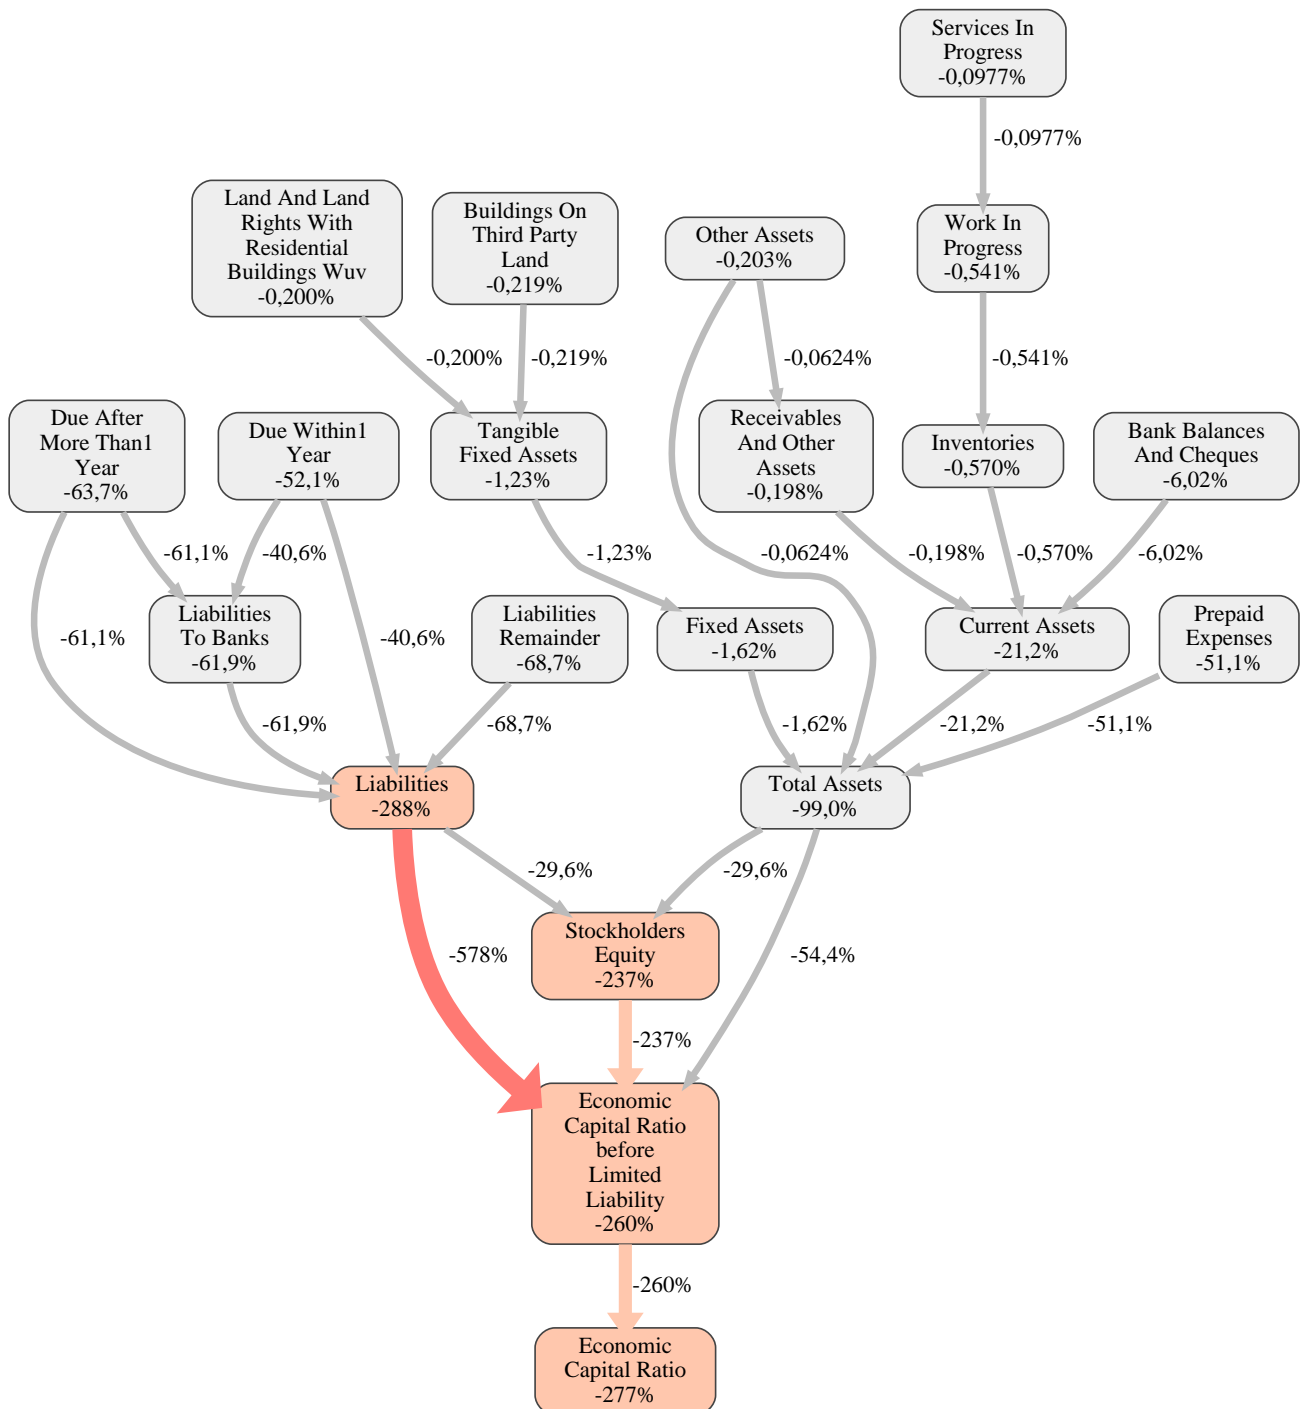 Services In
Progress
-0,0977%
-0,0977%
Land And Land
Rights With
Residential
Buildings Wuv
-0,200%
Buildings On
Third Party
Land
-0,219%
Other Assets
-0,203%
Work In
Progress
-0,541%
-0,200%
-0,219%
-0,0624%
-0,541%
Due After
More Than1
Year
-63,7%
Due Within1
Year
-52,1%
Tangible
Fixed Assets
-1,23%
Receivables
And Other
Assets
-0,198%
Inventories
-0,570%
Bank Balances
And Cheques
-6,02%
-61,1%
-40,6%
-1,23%
-0,0624%
-0,198%
-0,570%
-6,02%
-61,1%
Liabilities
To Banks
-61,9%
-40,6%
Liabilities
Remainder
-68,7%
Fixed Assets
-1,62%
Current Assets
-21,2%
Prepaid
Expenses
-51,1%
-61,9%
-68,7%
-1,62%
-21,2%
-51,1%
Liabilities
-288%
Total Assets
-99,0%
-29,6%
-29,6%
Stockholders
Equity
-237%
-578%
-54,4%
-237%
Economic
Capital Ratio
before
Limited
Liability
-260%
-260%
Economic
Capital Ratio
-277%